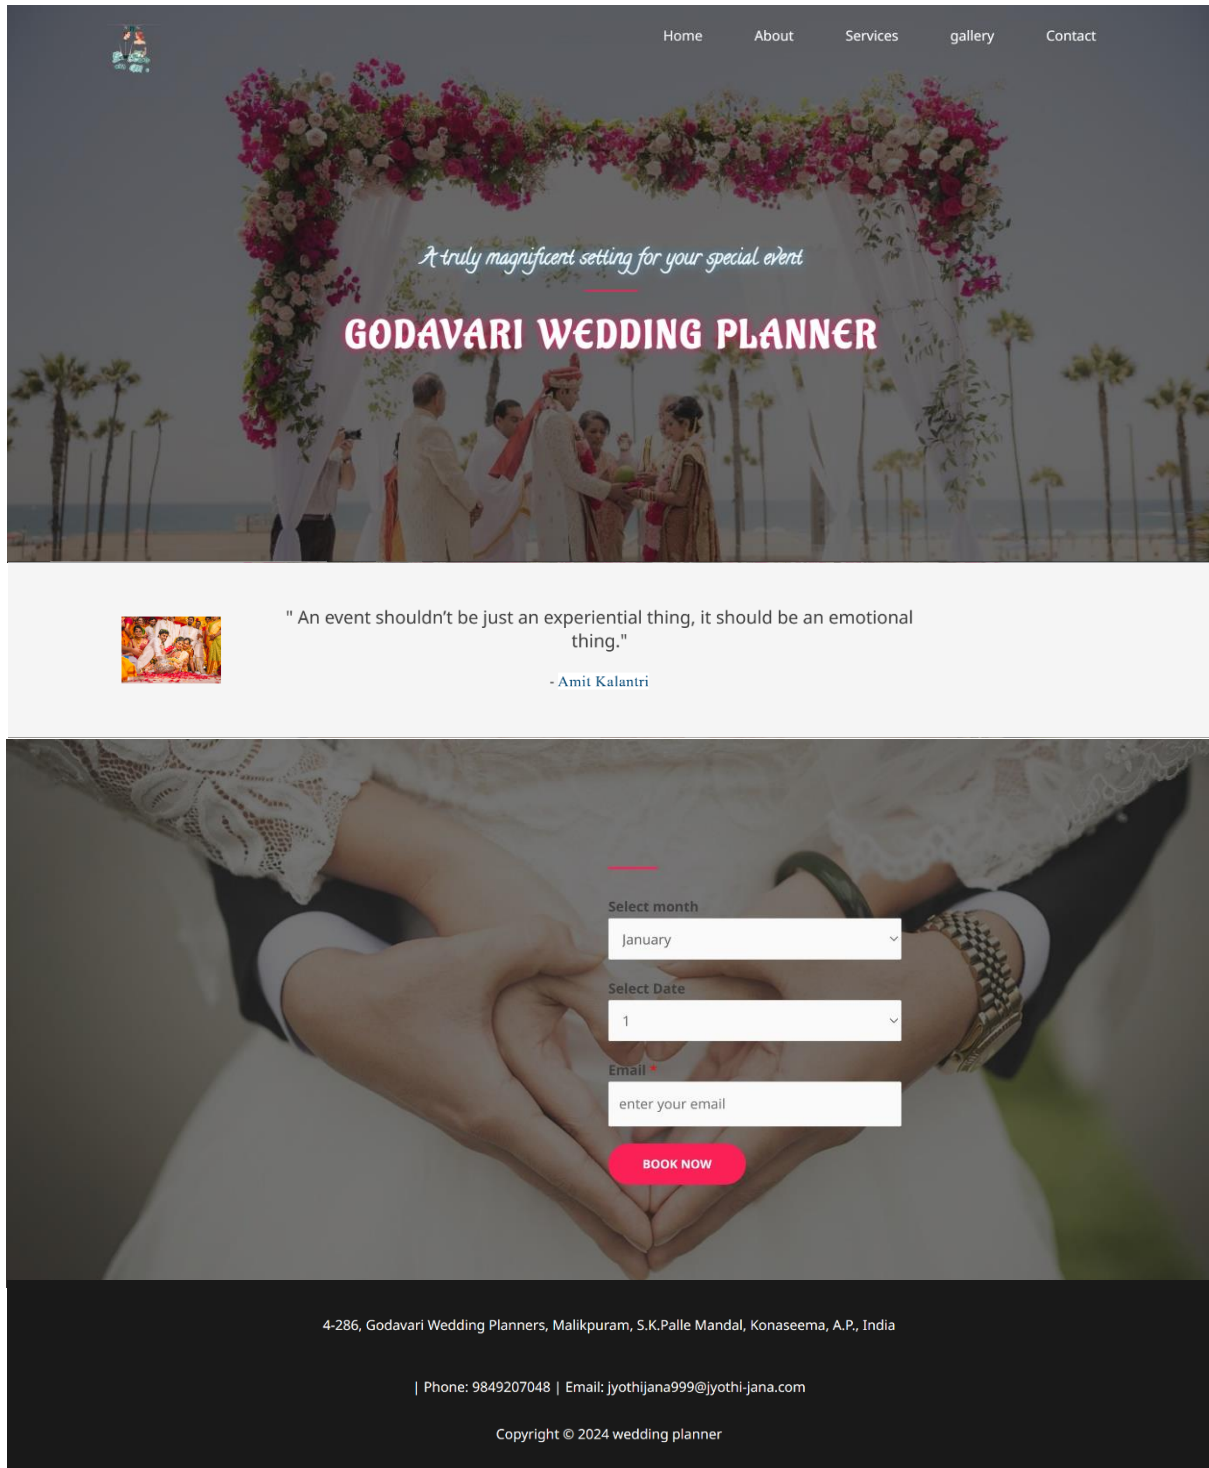 Home About Services gallery Contact
A truly magnificent setting for your special event
GODAVARI WEDDING PLANNER
" An event shouldn’t be just an experiential thing, it should be an emotional
thing."
- Amit Kalantri
Select month
January
Select Date
1
Email *
enter your email
BOOK NOW
4-286, Godavari Wedding Planners, Malikpuram, S.K.Palle Mandal, Konaseema, A.P., India
| Phone: 9849207048 | Email: jyothijana999@jyothi-jana.com
Copyright © 2024 wedding planner